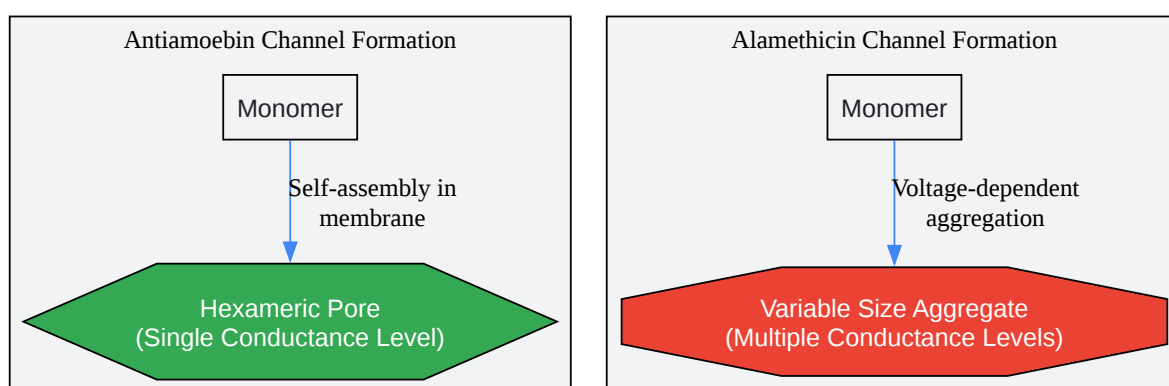 Antiamoebin Channel Formation
Monomer
Self-assembly in
membrane
Hexameric Pore
(Single Conductance Level)
Alamethicin Channel Formation
Monomer
Voltage-dependent
aggregation
Variable Size Aggregate
(Multiple Conductance Levels)